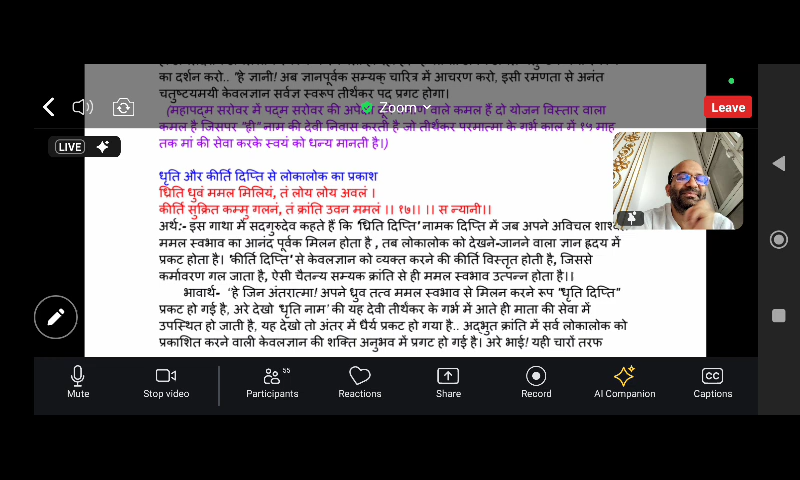 का दर्शन करो.. "हे ज्ञानी! अब ज्ञानपूर्वक सम्यक् चारित्र में आचरण करो, इसी रमणता से अनंत
चतुष्टयमयी केवलज्ञान सर्वज्ञ स्वरूप तीर्थंकर पद प्रगट होगा।
Zoom
Leave
(महापद्म सरोवर में पद्म सरोवर की वाले कमल हैं दो योजन विस्तार वाला
कमल है जिसपर "ह्री" नाम की देवी निवास करती है जो तीर्थंकर परमात्मा के गर्भ काल में १५ माह
LIVE
तक मां की सेवा करके स्वयं को धन्य मानती है।)
धृति और कीर्ति दिप्ति से लोकालोक का प्रकाश
ध्रिति धुवं ममल मिलियं, तं लोय लोय अवलं ।
कीर्ति सुक्रित कम्मु गलनं, तं क्रांति उवन ममलं ।। १७।। ।। स न्यानी।।
अर्थ:- इस गाथा में सदगुरुदेव कहते हैं कि 'ध्रिति दिप्ति' नामक दिप्ति में जब अपने अविचल
ममल स्वभाव का आनंद पूर्वक मिलन होता है , तब लोकालोक को देखने-जानने वाला ज्ञान ह्रदय में
प्रकट होता है। 'कीर्ति दिप्ति' से केवलज्ञान को व्यक्त करने की कीर्ति विस्तृत होती है, जिससे
कर्मावरण गल जाता है, ऐसी चैतन्य सम्यक क्रांति से ही ममल स्वभाव उत्पन्न होता है।।
भावार्थ- 'हे जिन अंतरात्मा! अपने ध्रुव तत्व ममल स्वभाव से मिलन करने रूप "धृति दिप्ति"
प्रकट हो गई है, अरे देखो 'धृति नाम' की यह देवी तीर्थंकर के गर्भ में आते ही माता की सेवा में
उपस्थित हो जाती है, यह देखो तो अंतर में धैर्य प्रकट हो गया है.. अद्भुत क्रांति में सर्व लोकालोक को
प्रकाशित करने वाली केवलज्ञान की शक्ति अनुभव में प्रगट हो गई है। अरे भाई! यही चारों तरफ
55
Mute Stop video Participants Reactions Share Record AI Companion CC Captions